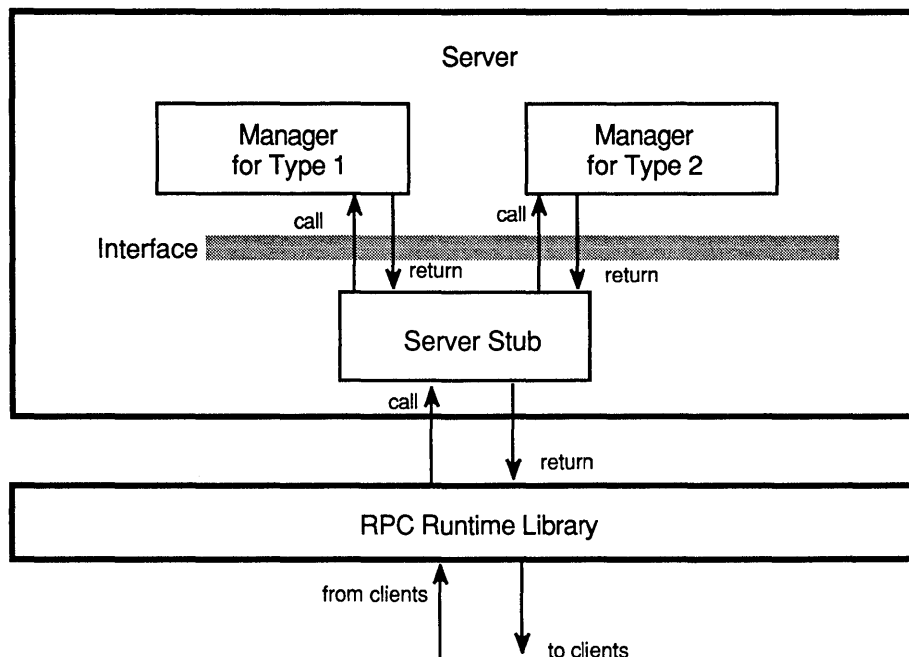 Server
Manager
for Type 1
Manager
for Type 2
call
call
Interface
return
return
Server Stub
call
return
RPC Runtime Library
from clients
to clients